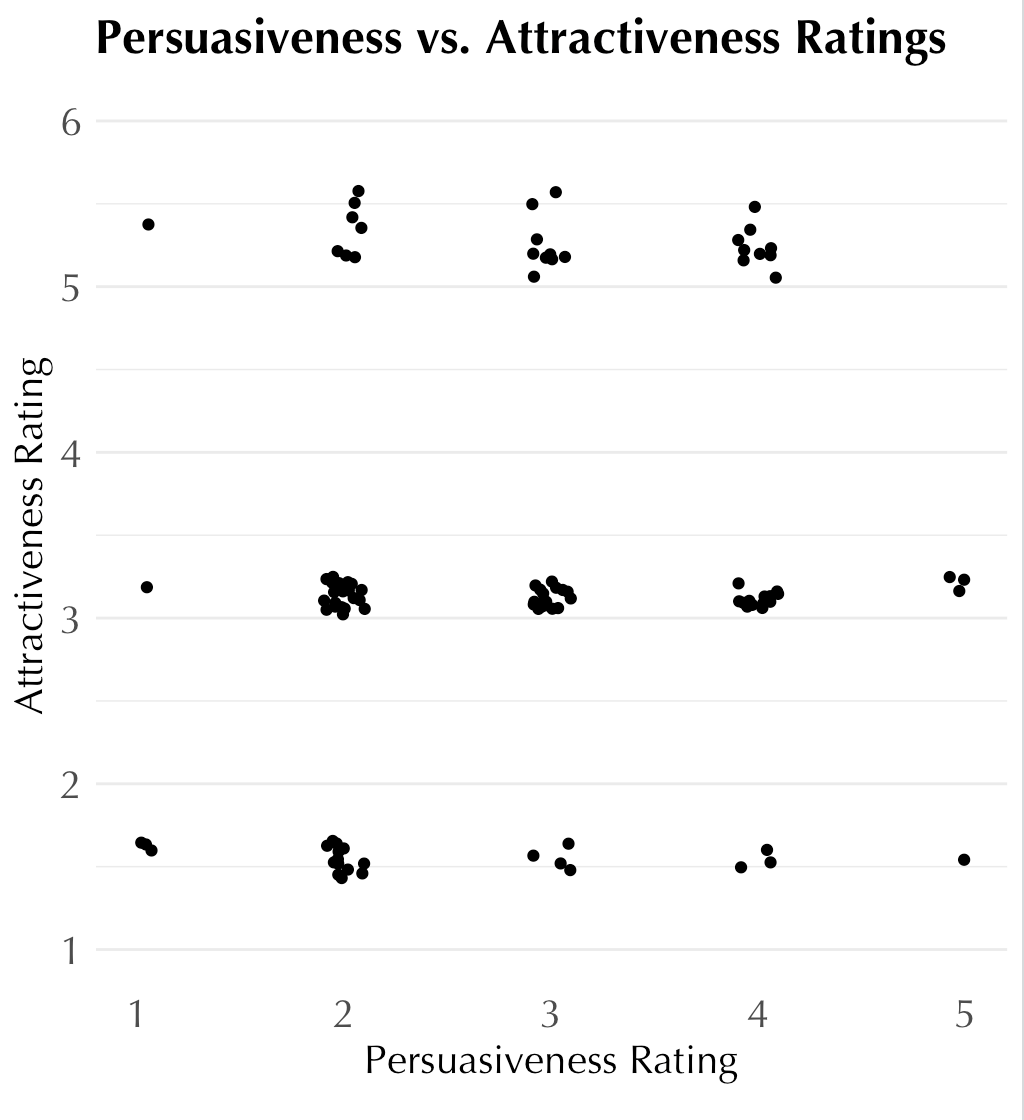 Persuasiveness vs. Attractiveness Ratings
6
5
4
3
2
1
Attractiveness Rating
1 2 3 4 5
Persuasiveness Rating